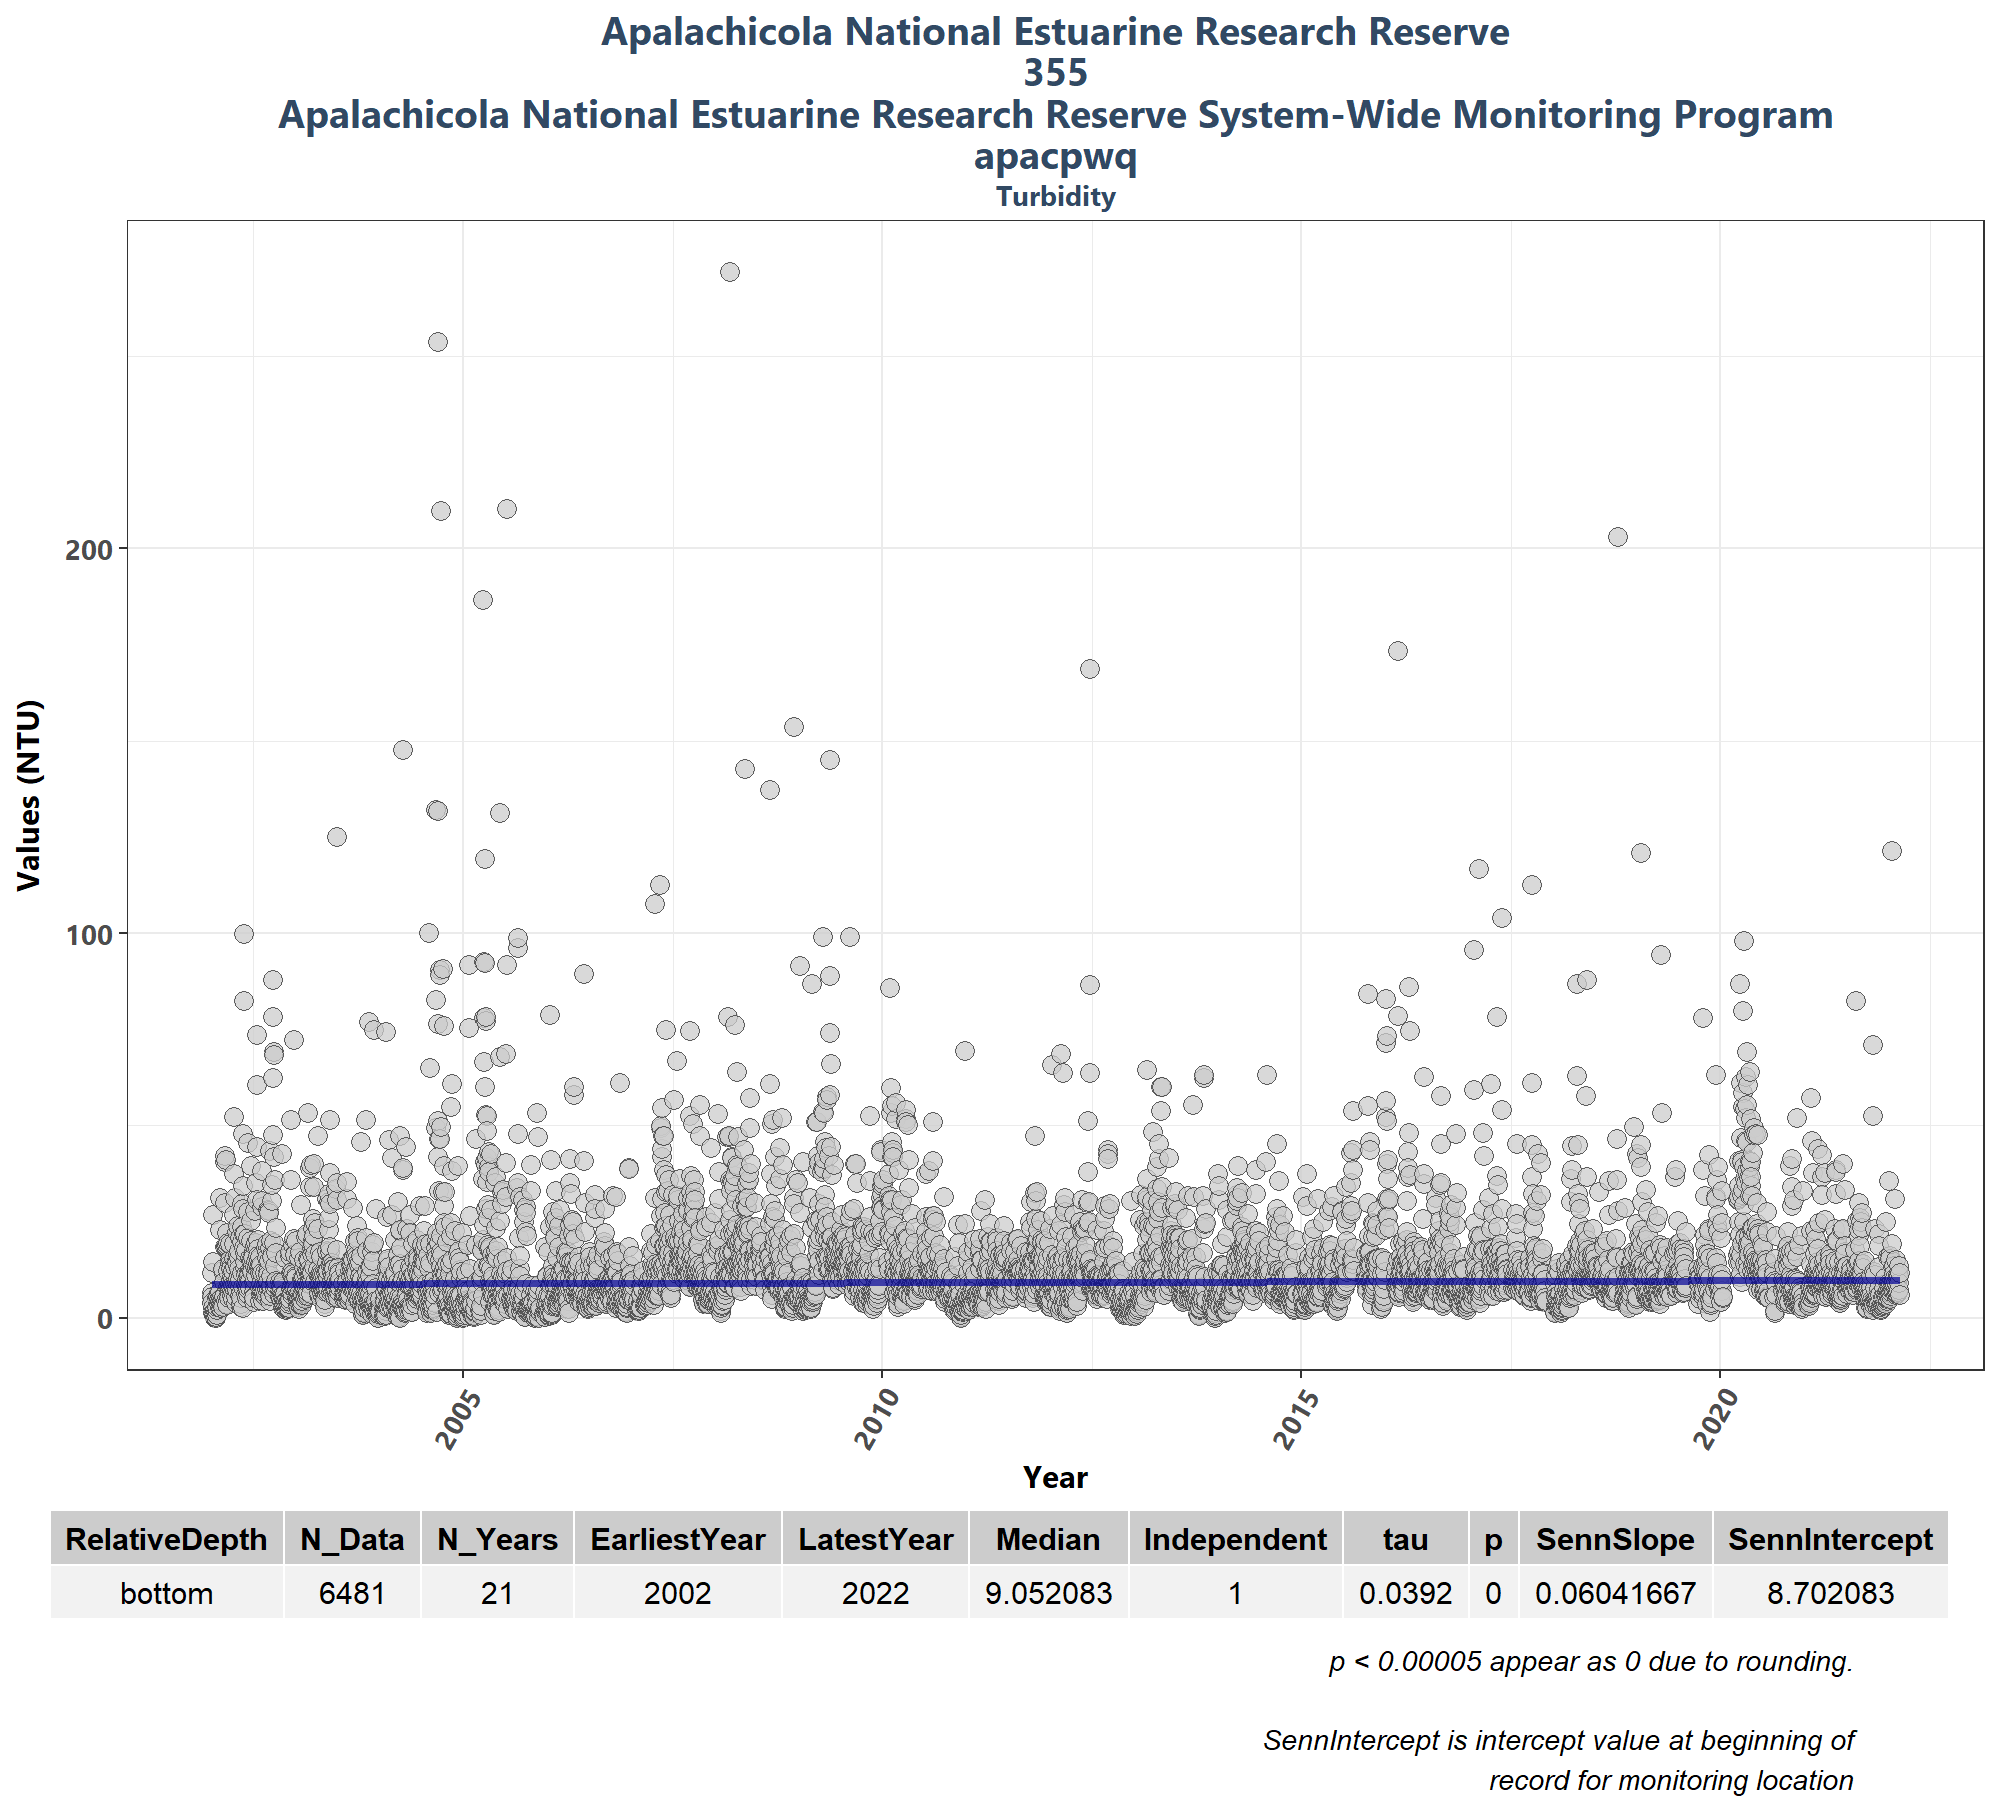 Apalachicola National Estuarine Research Reserve
355
Apalachicola National Estuarine Research Reserve System-Wide Monitoring Program
apacpwq
Turbidity
Values (NTU)
200
100
0
2005 2010 2015 2020
Year
RelativeDepth N_Data N_Years EarliestYear LatestYear Median Independent tau p SennSlope SennIntercept
bottom 6481 21 2002 2022 9.052083 1 0.0392 0 0.06041667 8.702083
p < 0.00005 appear as 0 due to rounding.
SennIntercept is intercept value at beginning of
record for monitoring location